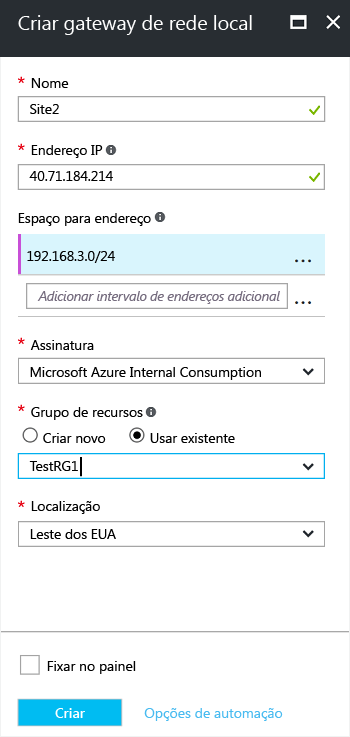 Criar gateway de rede local
* Nome
Site2
* Endereço IP
40.71.184.214
Espaço para endereço
192.168.3.0/24
...
Adicionar intervalo de endereços adicional
...
* Assinatura
Microsoft Azure Internal Consumption
* Grupo de recursos
Criar novo
Usar existente
TestRG1
* Localização
Leste dos EUA
Fixar no painel
Criar
Opções de automação